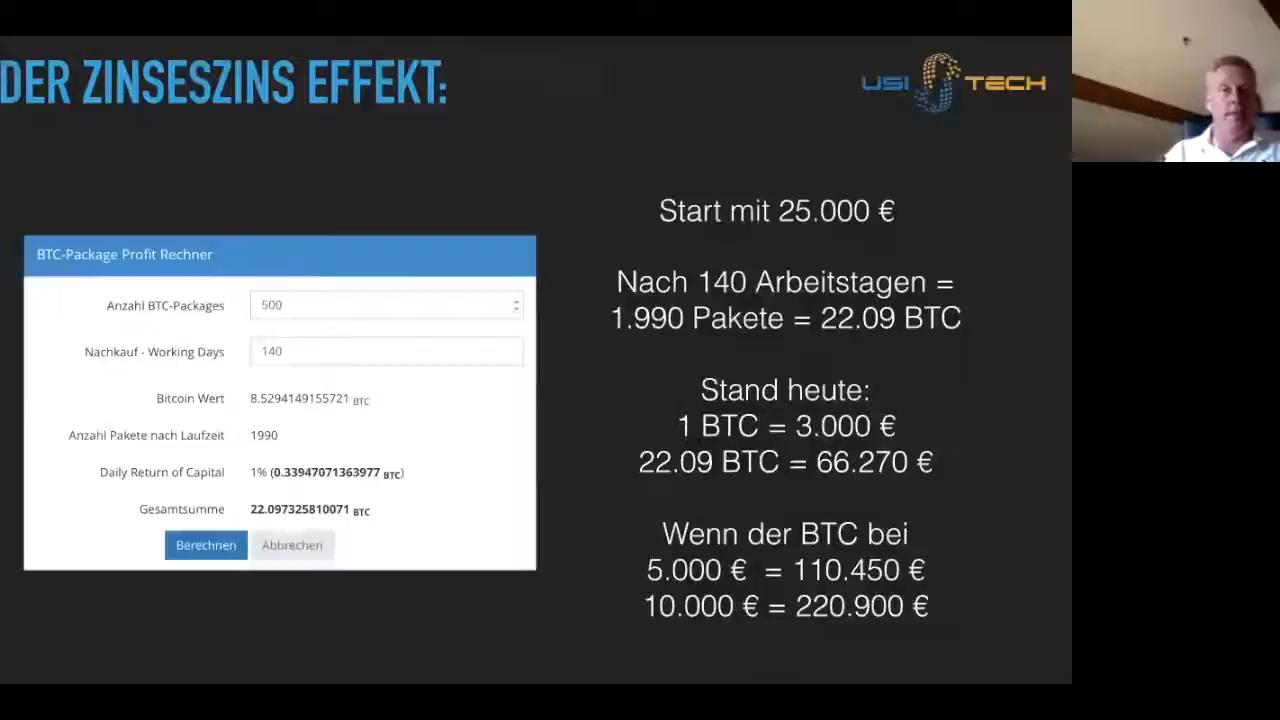 DER ZINSESZINS EFFEKT:
USI TECH
BTC-Package Profit Rechner
Anzahl BTC-Packages 500
Nachkauf - Working Days 140
Bitcoin Wert 8.5294149155721 BTC
Anzahl Pakete nach Laufzeit 1990
Daily Return of Capital 1% (0.33947071363977 BTC)
Gesamtsumme 22.097325810071 BTC
Berechnen Abbrechen
Start mit 25.000 €
Nach 140 Arbeitstagen =
1.990 Pakete = 22.09 BTC
Stand heute:
1 BTC = 3.000 €
22.09 BTC = 66.270 €
Wenn der BTC bei
5.000 € = 110.450 €
10.000 € = 220.900 €